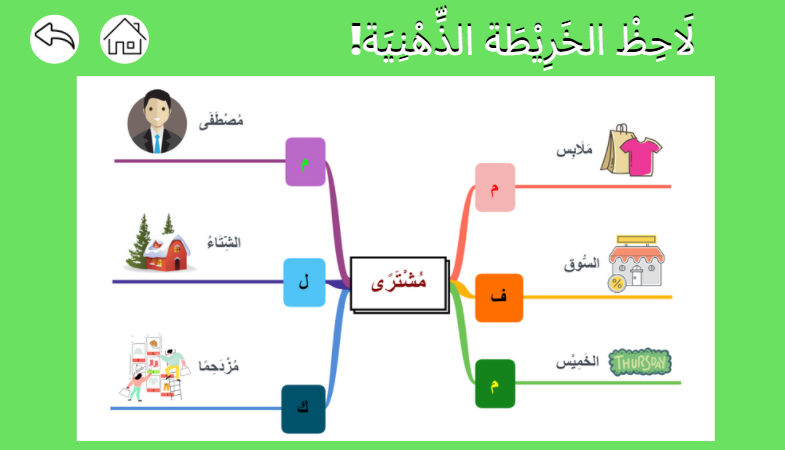 لَاحِظْ الخَرِيْطَة الذِّهْنِيَة!
مَلَابِس
م
السُّوق
%
ف
الخَمِيْس
THURSDAY
م
مُشْتَرًى
مُصْطَفَى
م
الشِّتَاءُ
ل
مُزْدَحِمًا
ك